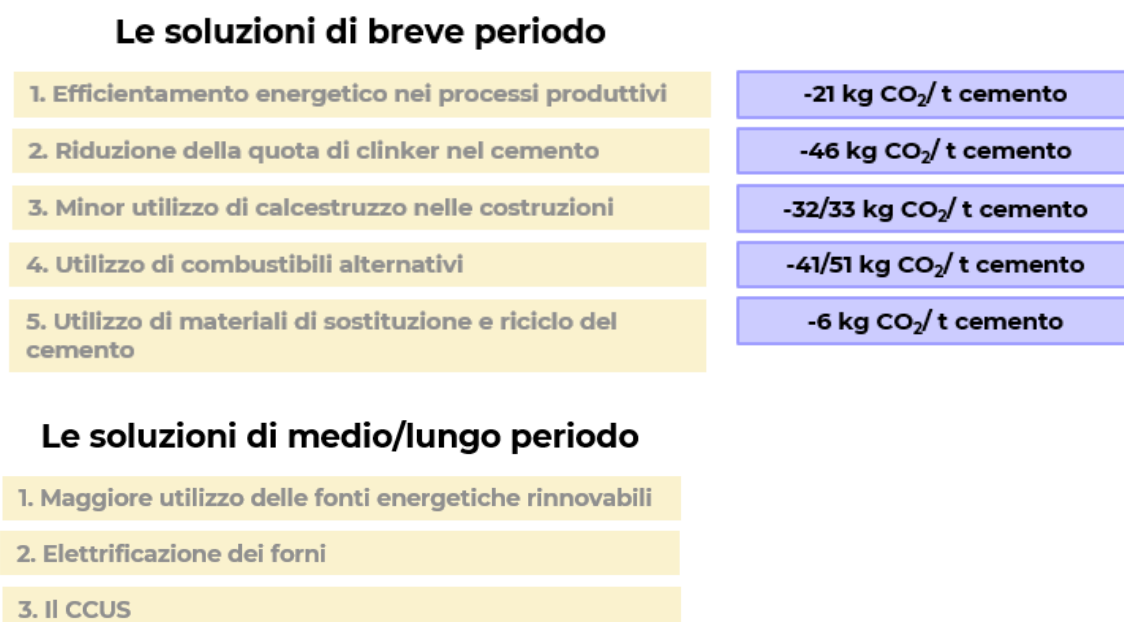 Le soluzioni di breve periodo
1. Efficientamento energetico nei processi produttivi
-21 kg CO₂/ t cemento
2. Riduzione della quota di clinker nel cemento
-46 kg CO₂/ t cemento
3. Minor utilizzo di calcestruzzo nelle costruzioni
-32/33 kg CO₂/ t cemento
4. Utilizzo di combustibili alternativi
-41/51 kg CO₂/ t cemento
5. Utilizzo di materiali di sostituzione e riciclo del
cemento
-6 kg CO₂/ t cemento
Le soluzioni di medio/lungo periodo
1. Maggiore utilizzo delle fonti energetiche rinnovabili
2. Elettrificazione dei forni
3. Il CCUS